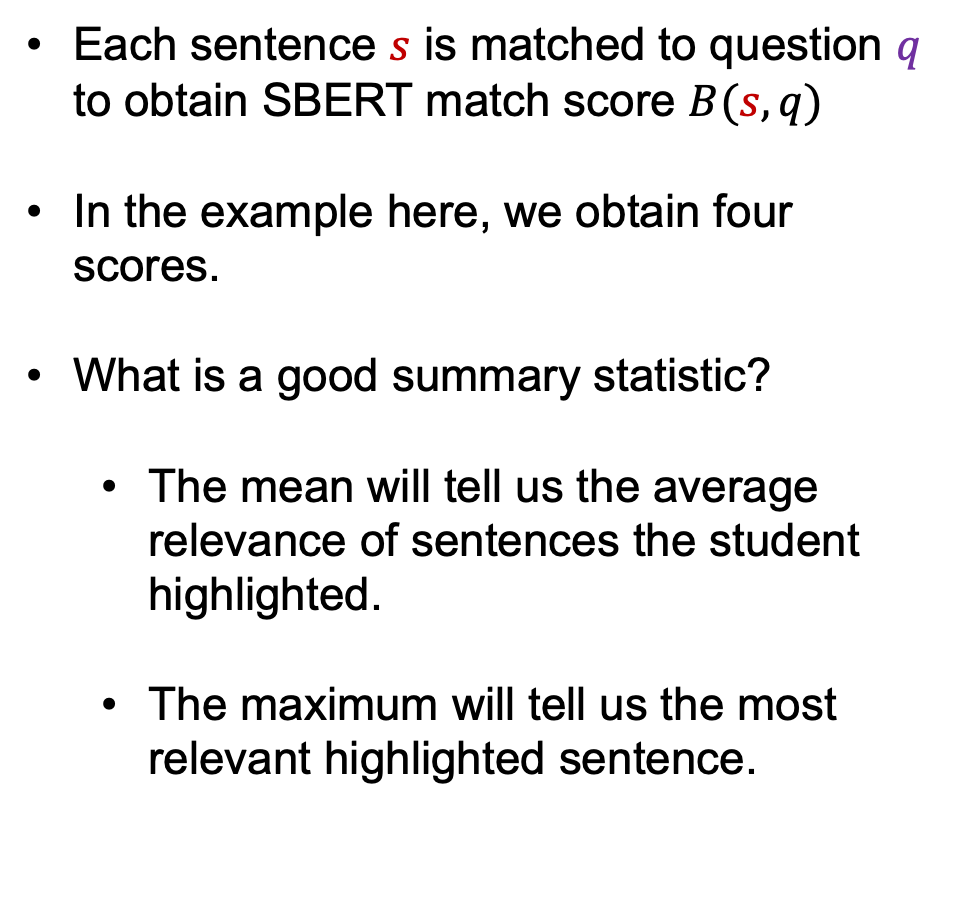 • Each sentence s is matched to question q
to obtain SBERT match score B(s, q)
• In the example here, we obtain four
scores.
• What is a good summary statistic?
• The mean will tell us the average
relevance of sentences the student
highlighted.
• The maximum will tell us the most
relevant highlighted sentence.